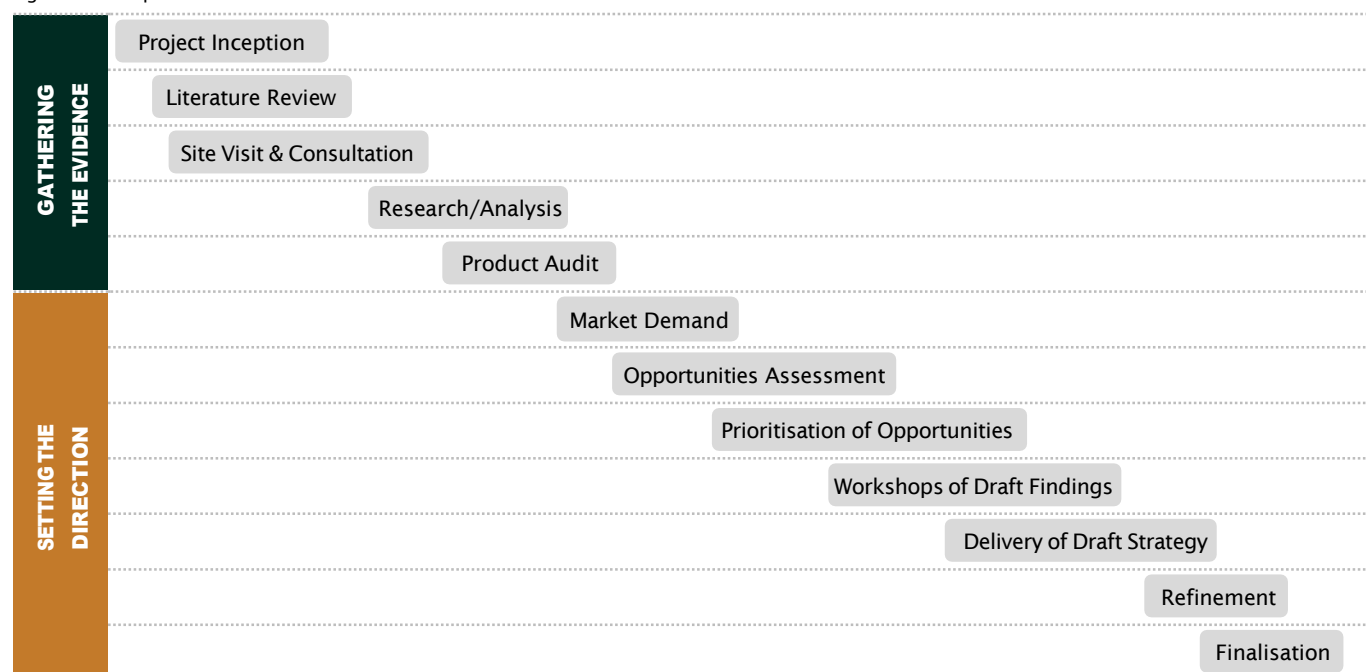 GATHERING
THE EVIDENCE
Project Inception
Literature Review
Site Visit & Consultation
Research/Analysis
Product Audit
SETTING THE
DIRECTION
Market Demand
Opportunities Assessment
Prioritisation of Opportunities
Workshops of Draft Findings
Delivery of Draft Strategy
Refinement
Finalisation